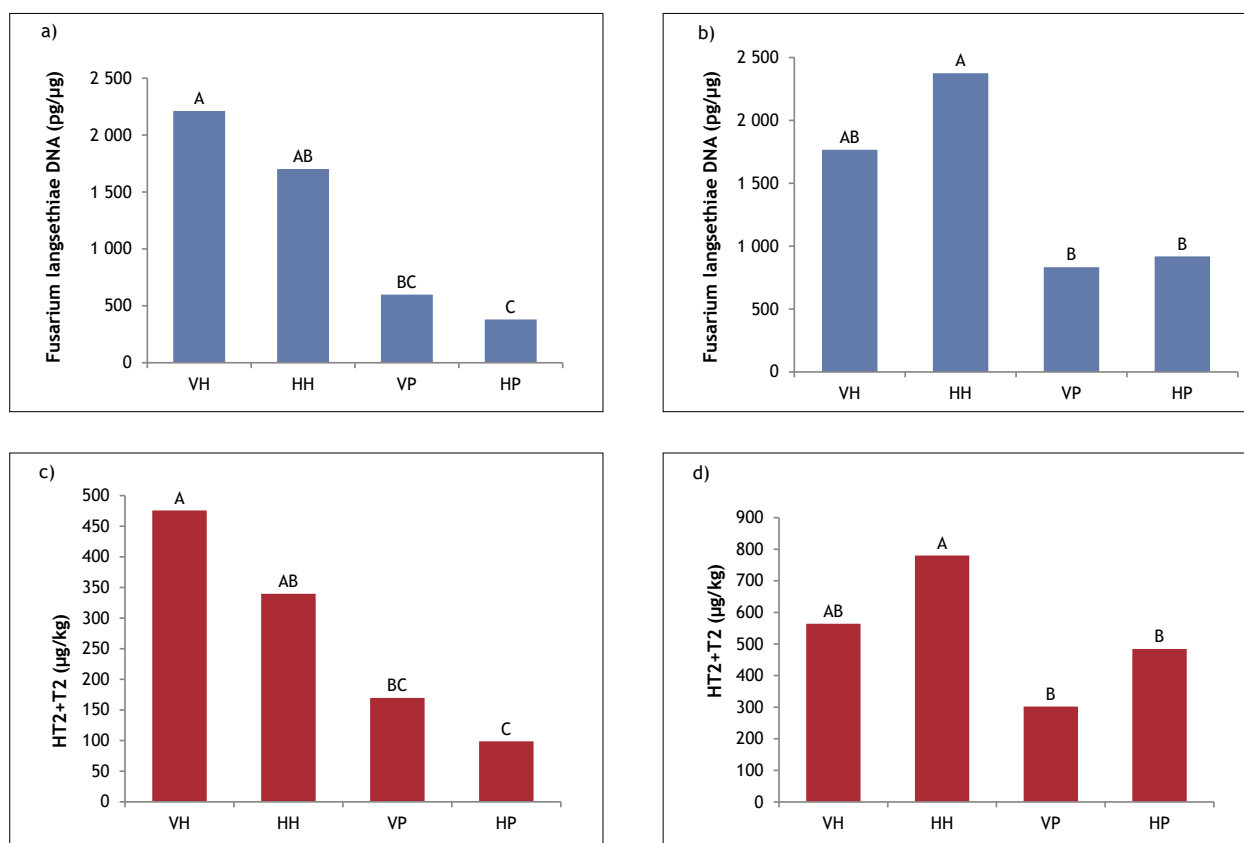 a)
Fusarium langsethiae DNA (pg/µg)
2 500
2 000
1 500
1 000
500
0
A
AB
BC
C
VH HH VP HP
b)
Fusarium langsethiae DNA (pg/µg)
2 500
2 000
1 500
1 000
500
0
AB
A
B
B
VH HH VP HP
c)
HT2+T2 (µg/kg)
500
450
400
350
300
250
200
150
100
50
0
A
AB
BC
C
VH HH VP HP
d)
HT2+T2 (µg/kg)
900
800
700
600
500
400
300
200
100
0
AB
A
B
B
VH HH VP HP